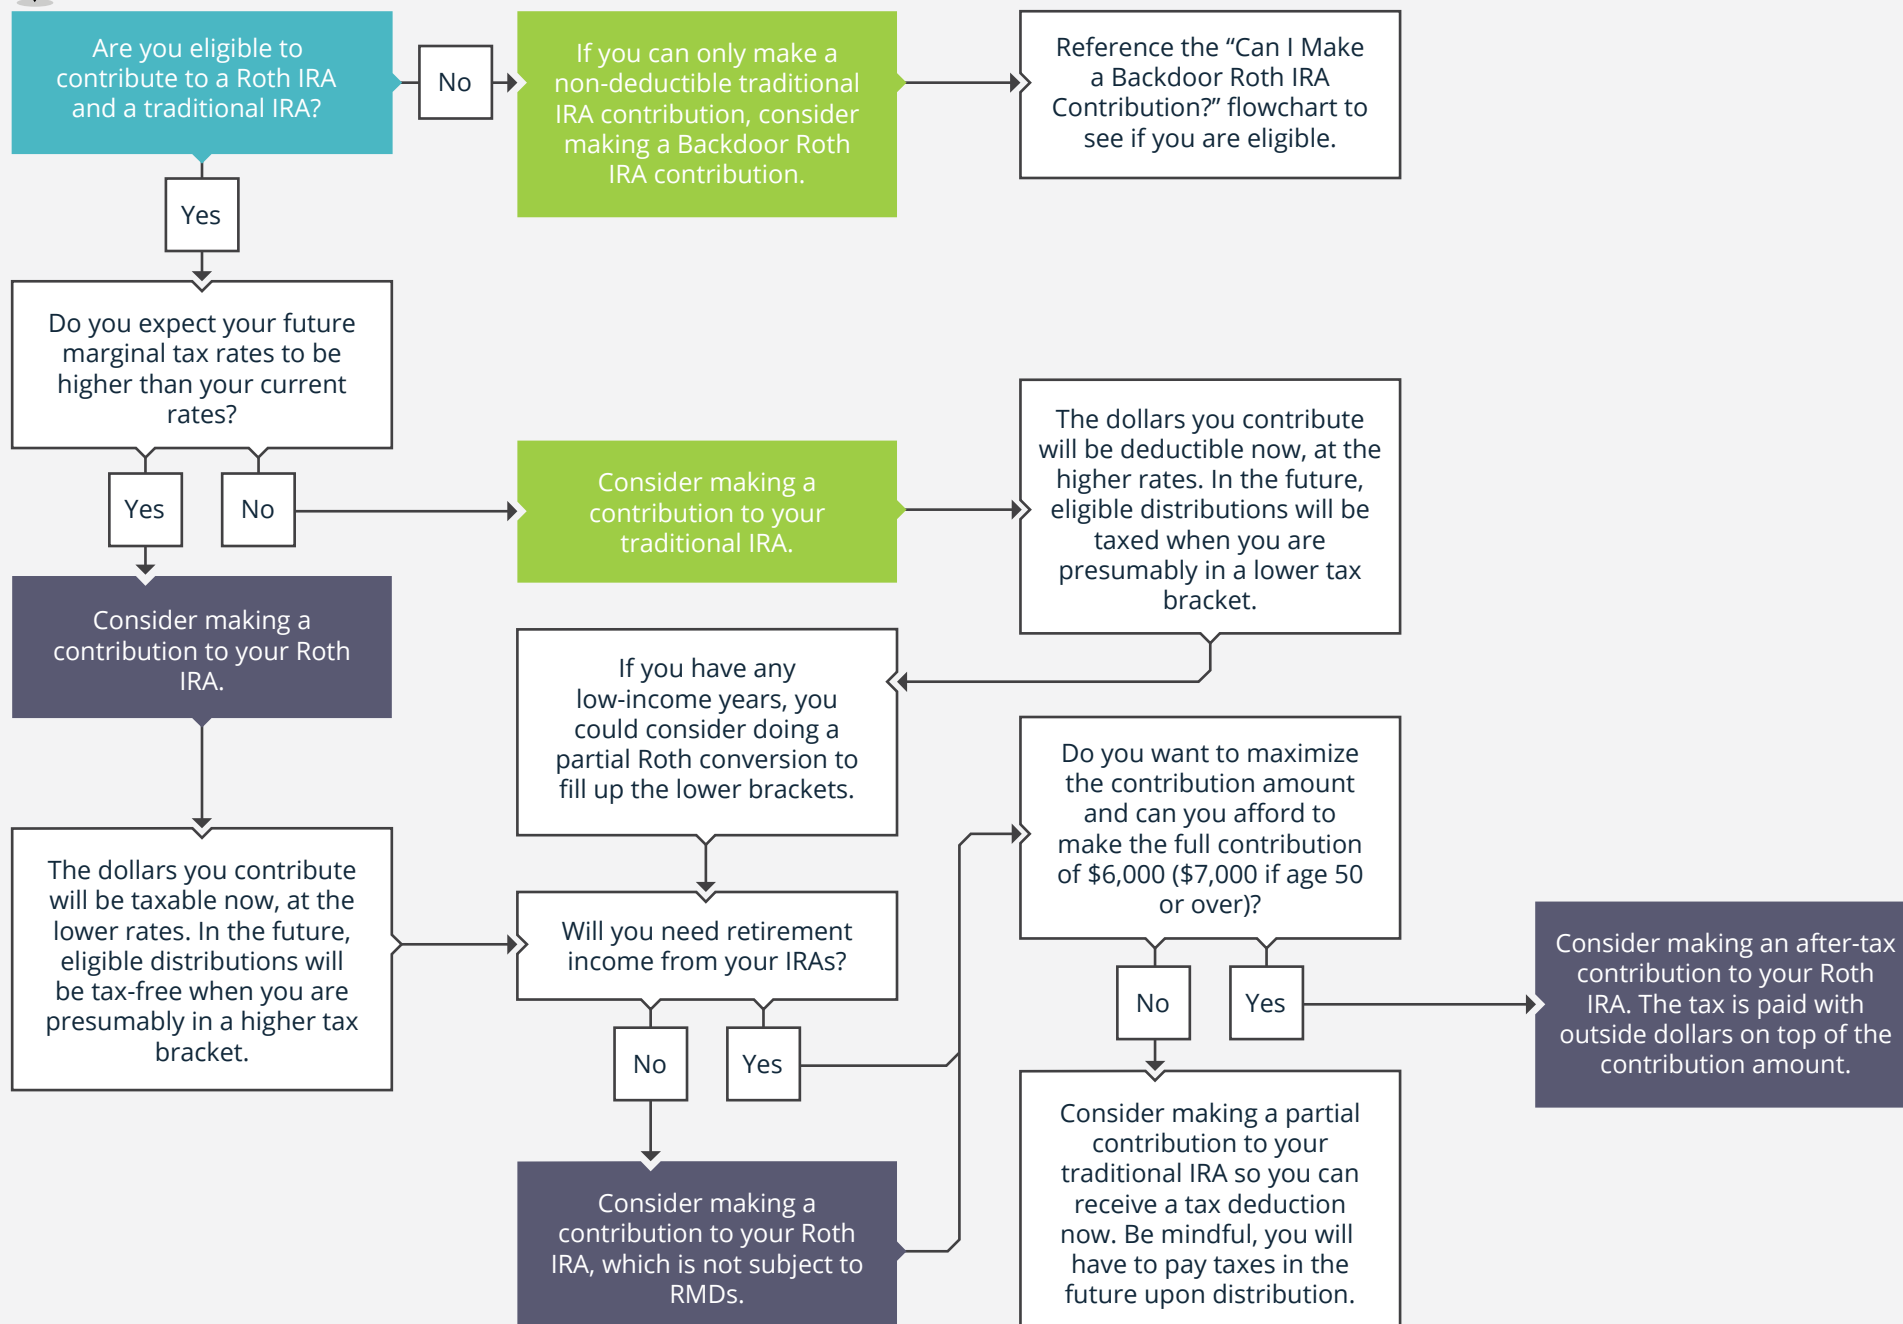 Are you eligible to
contribute to a Roth IRA
and a traditional IRA?
No
If you can only make a
non-deductible traditional
IRA contribution, consider
making a Backdoor Roth
IRA contribution.
Reference the “Can I Make
a Backdoor Roth IRA
Contribution?” flowchart to
see if you are eligible.
Yes
Do you expect your future
marginal tax rates to be
higher than your current
rates?
Yes
No
Consider making a
contribution to your
traditional IRA.
The dollars you contribute
will be deductible now, at the
higher rates. In the future,
eligible distributions will be
taxed when you are
presumably in a lower tax
bracket.
Consider making a
contribution to your Roth
IRA.
If you have any
low-income years, you
could consider doing a
partial Roth conversion to
fill up the lower brackets.
The dollars you contribute
will be taxable now, at the
lower rates. In the future,
eligible distributions will
be tax-free when you are
presumably in a higher tax
bracket.
Will you need retirement
income from your IRAs?
No
Yes
Consider making a
contribution to your Roth
IRA, which is not subject to
RMDs.
Do you want to maximize
the contribution amount
and can you afford to
make the full contribution
of $6,000 ($7,000 if age 50
or over)?
No
Yes
Consider making an after-tax
contribution to your Roth
IRA. The tax is paid with
outside dollars on top of the
contribution amount.
Consider making a partial
contribution to your
traditional IRA so you can
receive a tax deduction
now. Be mindful, you will
have to pay taxes in the
future upon distribution.